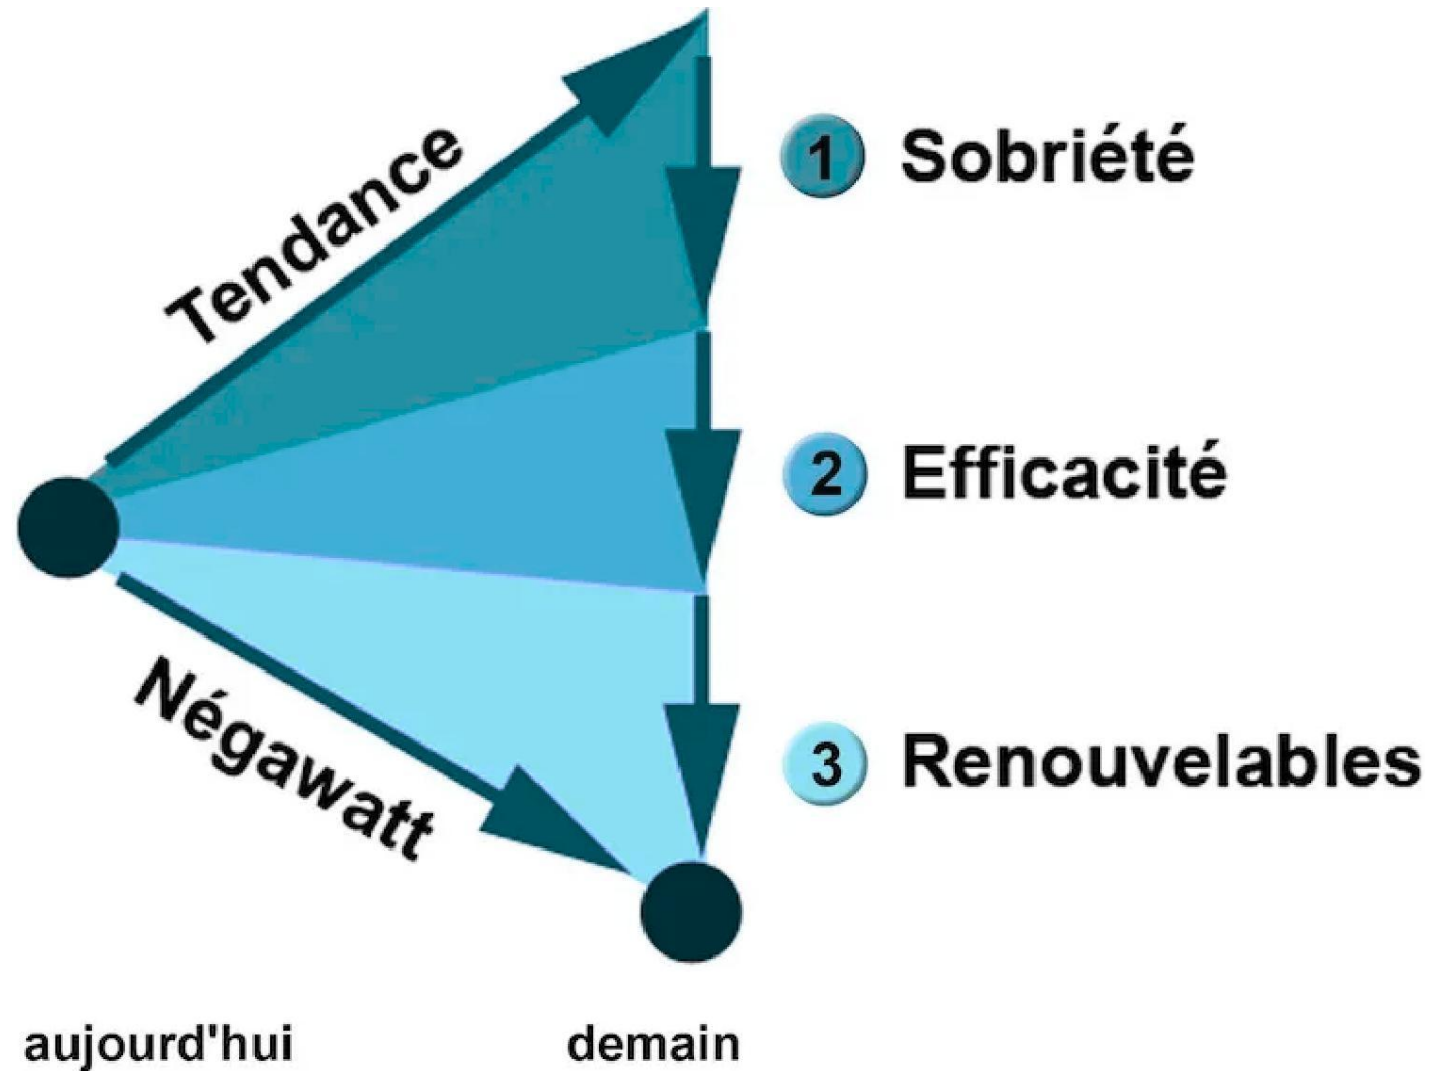 Tendance
1 Sobriété
2 Efficacité
Négawatt
3 Renouvelables
aujourd'hui
demain